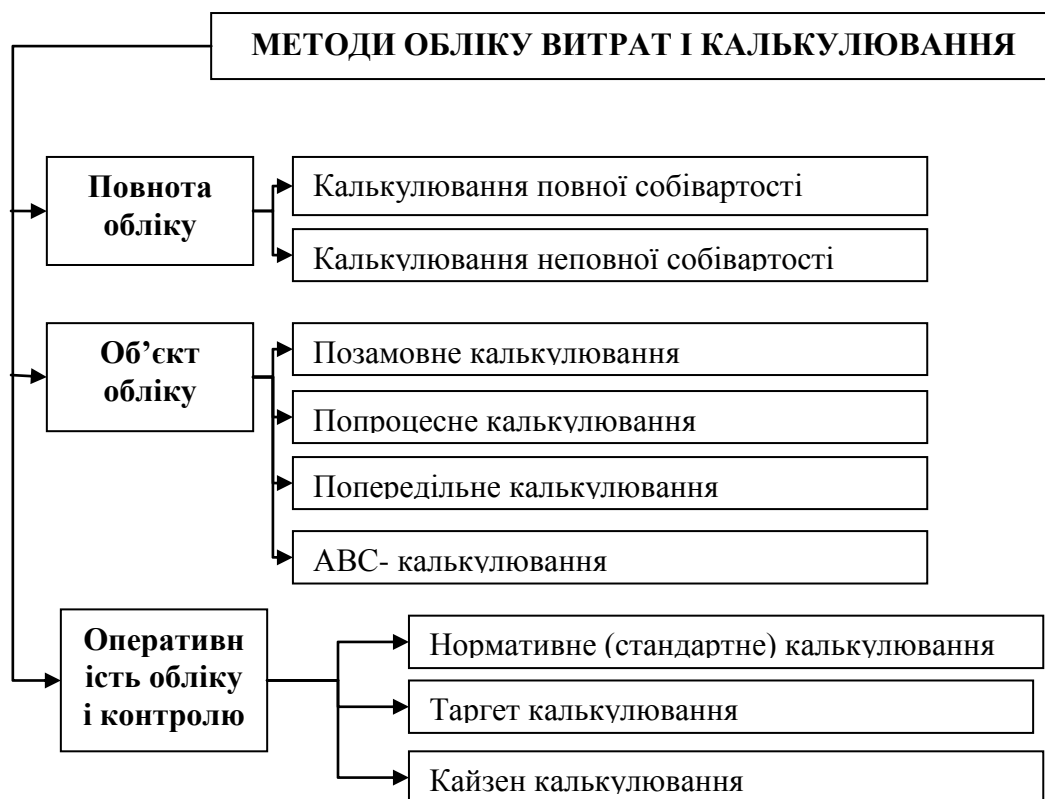 МЕТОДИ ОБЛІКУ ВИТРАТ І КАЛЬКУЛЮВАННЯ
Повнота
обліку
Калькулювання повної собівартості
Калькулювання неповної собівартості
Об’єкт
обліку
Позамовне калькулювання
Попроцесне калькулювання
Попередільне калькулювання
АВС- калькулювання
Оперативн
ість обліку
і контролю
Нормативне (стандартне) калькулювання
Таргет калькулювання
Кайзен калькулювання